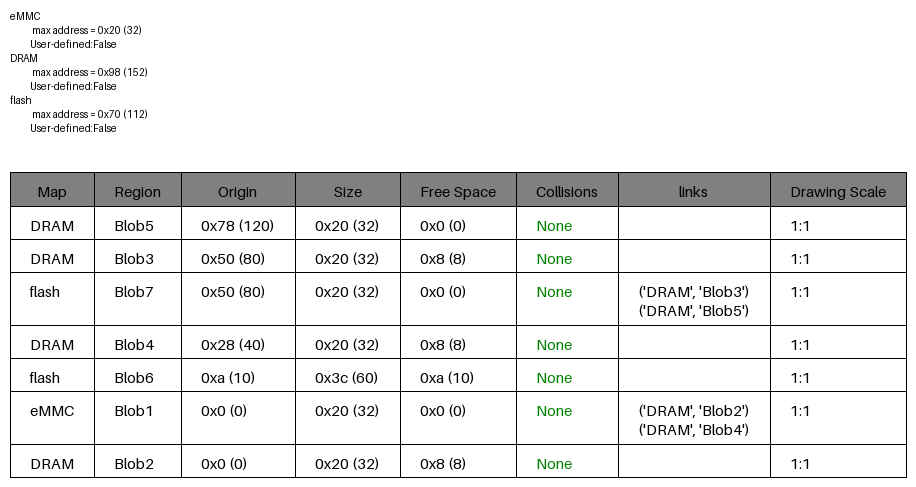 eMMC
max address = 0x20 (32)
User-defined:False
DRAM
max address = 0x98 (152)
User-defined:False
flash
max address = 0x70 (112)
User-defined:False
Map Region Origin Size Free Space Collisions links Drawing Scale
DRAM Blob5 0x78 (120) 0x20 (32) 0x0 (0) None 1:1
DRAM Blob3 0x50 (80) 0x20 (32) 0x8 (8) None 1:1
flash Blob7 0x50 (80) 0x20 (32) 0x0 (0) None ('DRAM', 'Blob3') 1:1
('DRAM', 'Blob5')
DRAM Blob4 0x28 (40) 0x20 (32) 0x8 (8) None 1:1
flash Blob6 0xa (10) 0x3c (60) 0xa (10) None 1:1
eMMC Blob1 0x0 (0) 0x20 (32) 0x0 (0) None ('DRAM', 'Blob2') 1:1
('DRAM', 'Blob4')
DRAM Blob2 0x0 (0) 0x20 (32) 0x8 (8) None 1:1